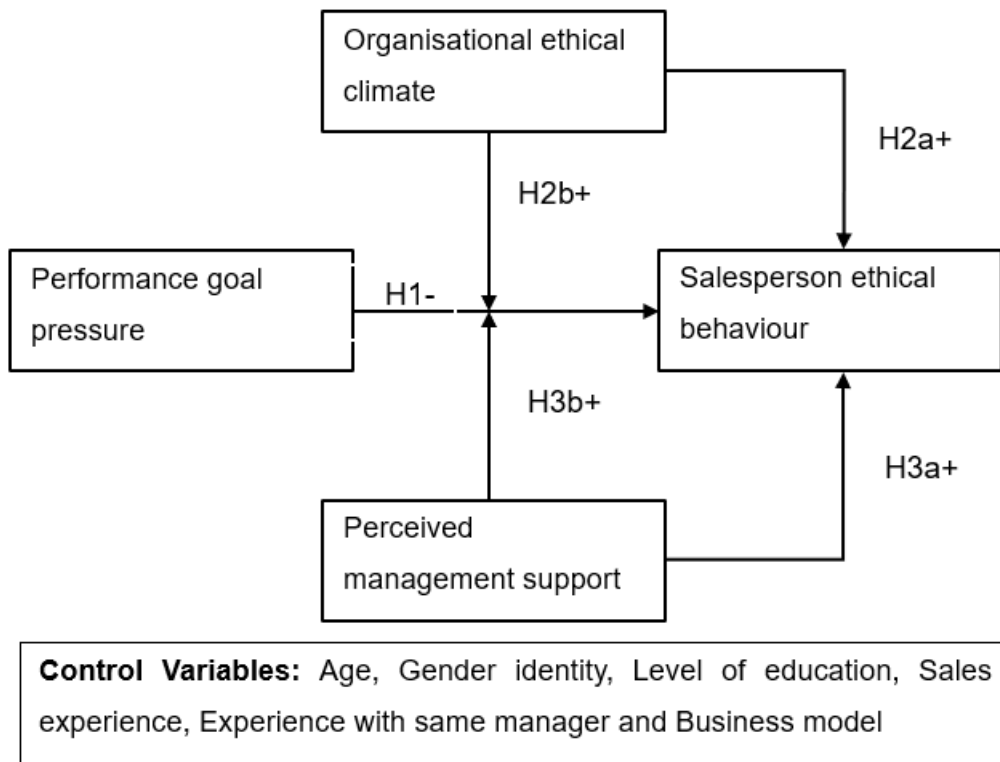 Organisational ethical
climate
H2a+
H2b+
Performance goal
pressure
H1-
Salesperson ethical
behaviour
H3b+
H3a+
Perceived
management support
Control Variables: Age, Gender identity, Level of education, Sales
experience, Experience with same manager and Business model